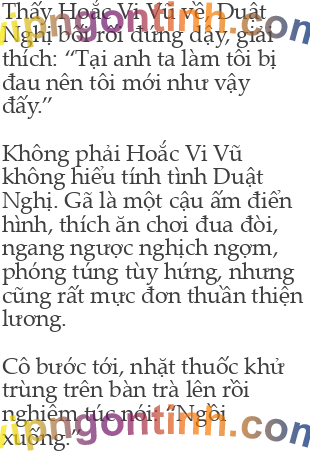 Thấy Hoắc Vi Vũ về, Duật
Nghị bối rối đứng dậy, giải
thích: “Tại anh ta làm tôi bị
đau nên tôi mới như vậy
đấy.”
Không phải Hoắc Vi Vũ
không hiểu tính tình Duật
Nghị. Gã là một cậu ấm điển
hình, thích ăn chơi đua đòi,
ngang ngược nghịch ngợm,
phóng túng tùy hứng, nhưng
cũng rất mực đơn thuần thiện
lương.
Cô bước tới, nhặt thuốc khử
trùng trên bàn trà lên rồi
nghiêm túc nói: “Ngồi
xuống.”
vipngontinh.com
vipngontinh.com